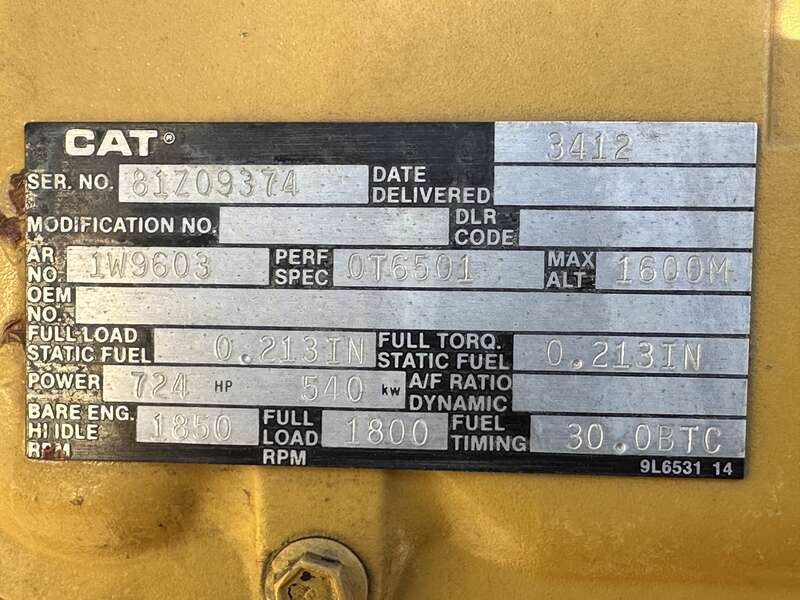 CAT® 3412
SER. NO. 81Z09374 DATE DELIVERED
MODIFICATION NO. DLR CODE
AR NO. 1W9603 PERF SPEC 0T6501 MAX ALT 1600M
OEM NO.
FULL LOAD STATIC FUEL 0.213IN FULL TORQ. STATIC FUEL 0.213IN
POWER 724 HP 540 kw A/F RATIO DYNAMIC
BARE ENG. HI IDLE RPM 1850 FULL LOAD RPM 1800 FUEL TIMING 30.0BTC
9L6531 14